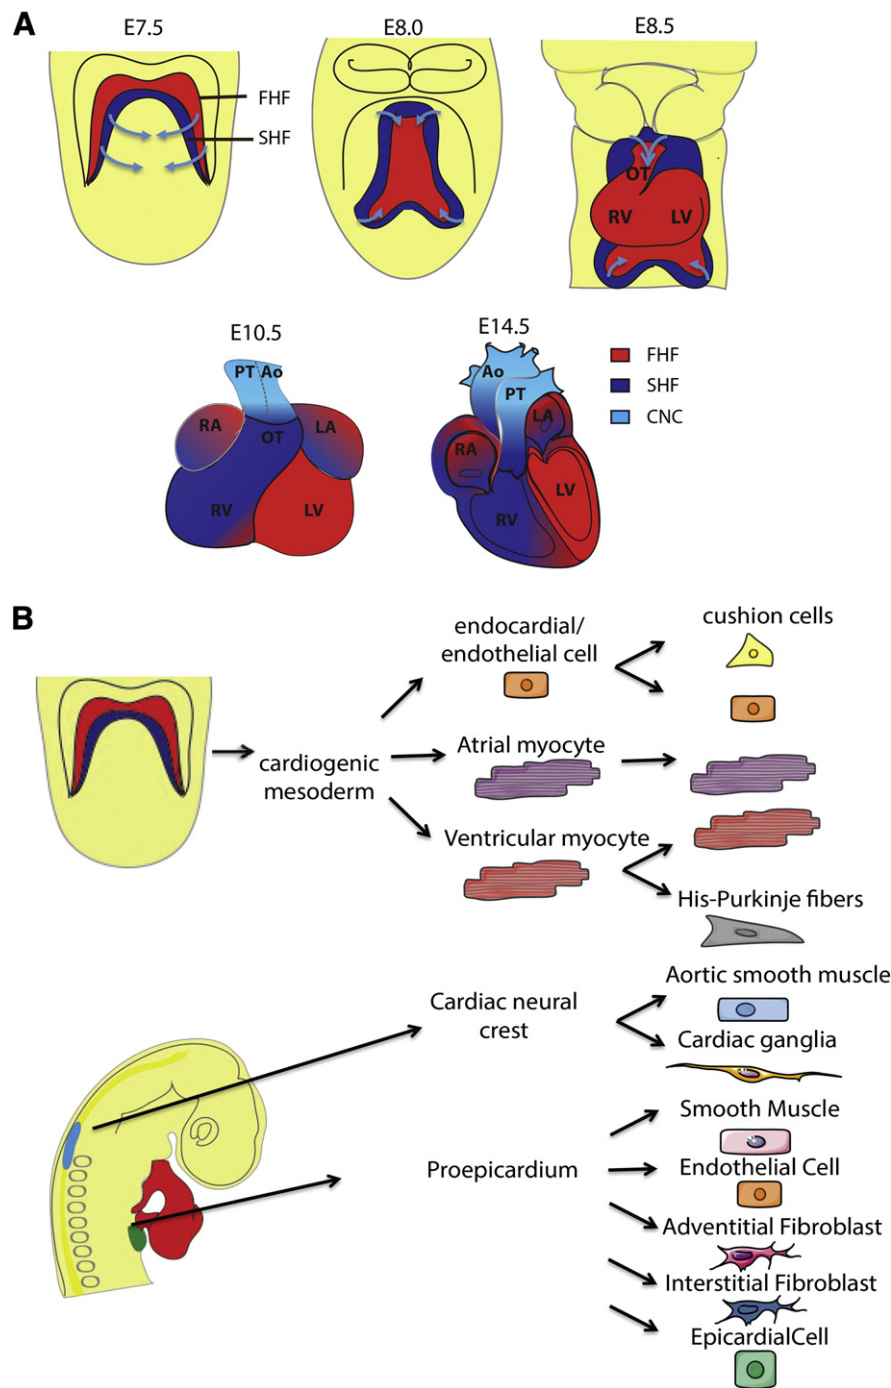 A
E7.5
E8.0
E8.5
FHF
SHF
OT
RV LV
E10.5
E14.5
PT Ao
RA
OT
LA
RV
LV
Ao
PT
LA
RA
LV
RV
FHF
SHF
CNC
B
endocardial/
endothelial cell
cushion cells
cardiogenic
mesoderm
Atrial myocyte
Ventricular myocyte
His-Purkinje fibers
Cardiac neural
crest
Aortic smooth muscle
Cardiac ganglia
Proepicardium
Smooth Muscle
Endothelial Cell
Adventitial Fibroblast
Interstitial Fibroblast
EpicardialCell